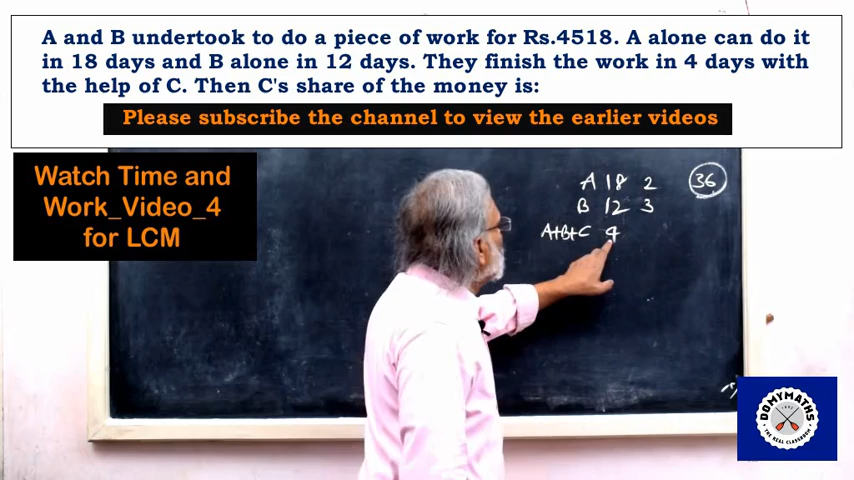 A and B undertook to do a piece of work for Rs.4518. A alone can do it
in 18 days and B alone in 12 days. They finish the work in 4 days with
the help of C. Then C's share of the money is:
Please subscribe the channel to view the earlier videos
Watch Time and
Work_Video_4
for LCM
A 18 2
36
B 12 3
A+B+C 4
DOMYMATHS
THE REAL CLASSROOM